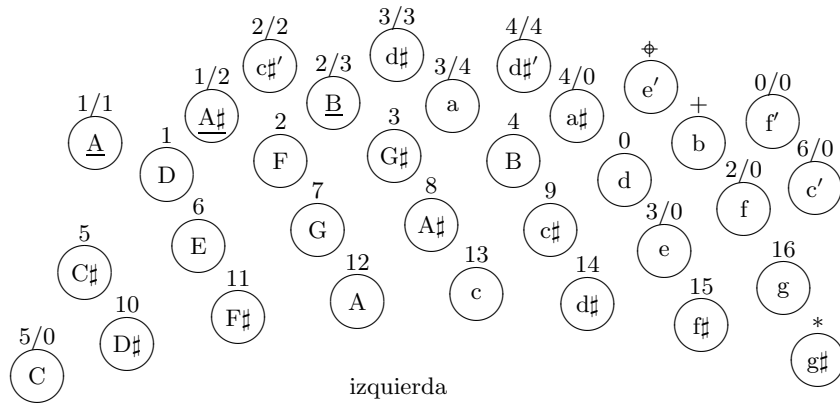 2/2 3/3 4/4
c♯′ d♯ d♯′ e′
1/2 2/3 3/4 4/0 ⌖ 0/0
1/1 A♯ B a a♯ + f′
A 1 2 3 4 0 b 6/0
D F G♯ B d 2/0 c′
6 7 8 9 3/0 f
5 E G A♯ c♯ e 16
C♯ 11 12 13 14 15 g
10 F♯ A c d♯ f♯ *
5/0 D♯ g♯
C izquierda